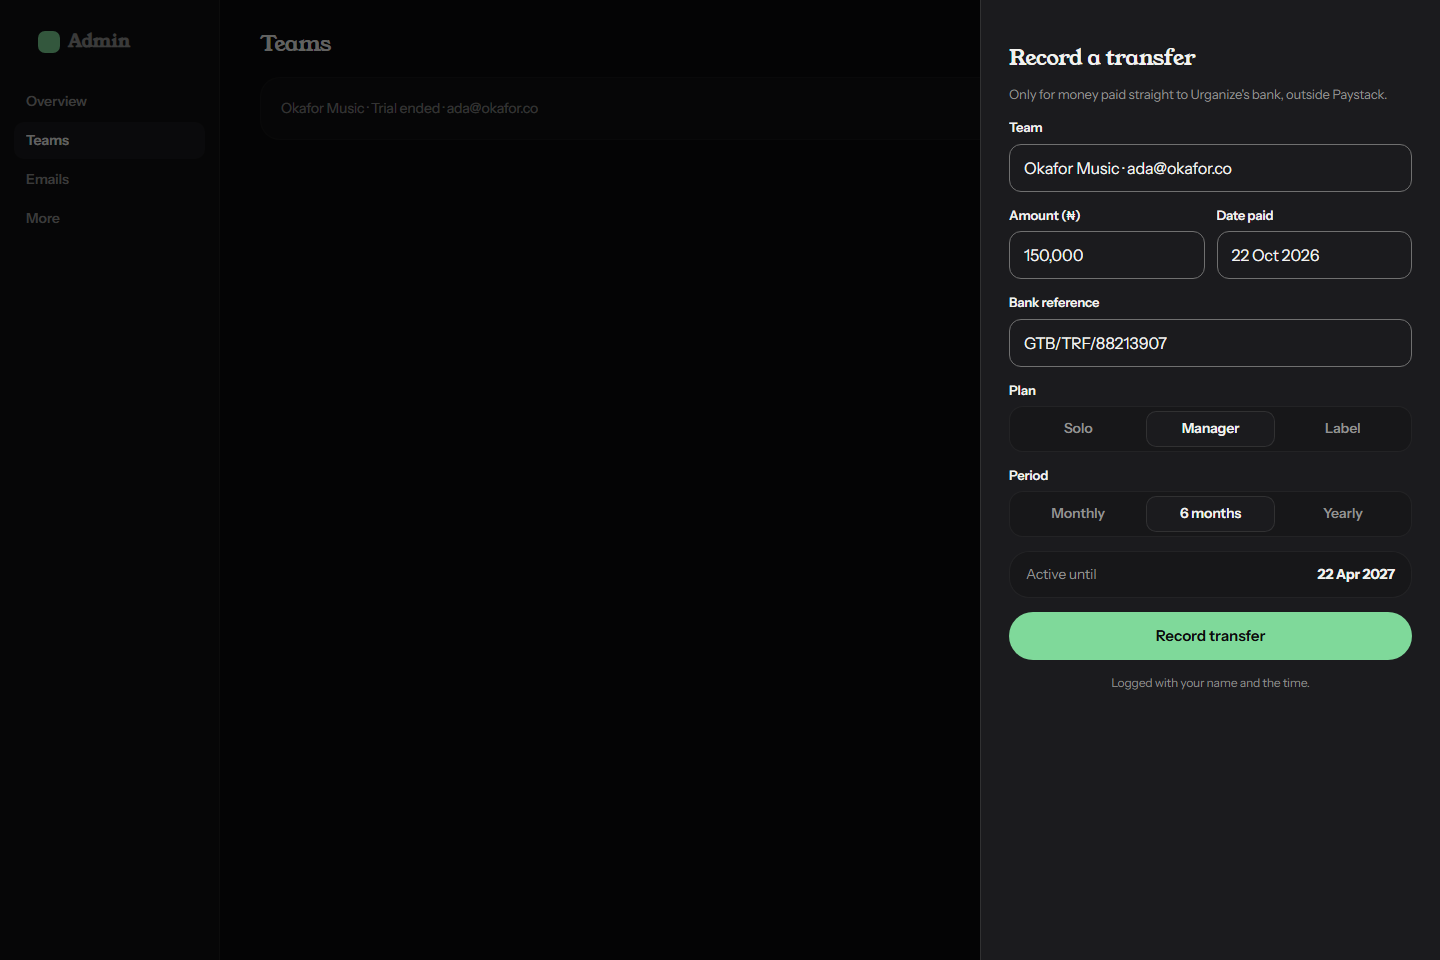 Admin
Overview
Teams
Emails
More
Teams
Okafor Music · Trial ended · ada@okafor.co
Record a transfer
Only for money paid straight to Urganize's bank, outside Paystack.
Team
Okafor Music · ada@okafor.co
Amount (₦)
Date paid
150,000
22 Oct 2026
Bank reference
GTB/TRF/88213907
Plan
Solo
Manager
Label
Period
Monthly
6 months
Yearly
Active until
22 Apr 2027
Record transfer
Logged with your name and the time.